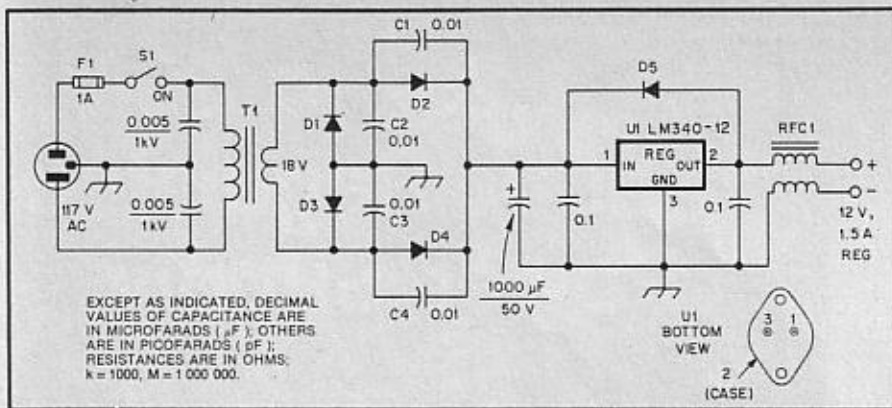 C1 0.01
F1
S1
1A
ON
D2
D5
0.005
1kV
T1
D1
C2
0.01
U1 LM340-12
RFC1
18 V
1
IN
REG
OUT
2
GND
+
−
117 V
AC
0.005
1kV
D3
0.01
C3
D4
+
0.1
3
0.1
12 V,
1.5 A
REG
1000 µF
50 V
C4
0.01
EXCEPT AS INDICATED, DECIMAL
VALUES OF CAPACITANCE ARE
IN MICROFARADS ( µF ); OTHERS
ARE IN PICOFARADS ( pF );
RESISTANCES ARE IN OHMS;
k = 1000, M = 1 000 000.
U1
BOTTOM
VIEW
3
1
2
(CASE)